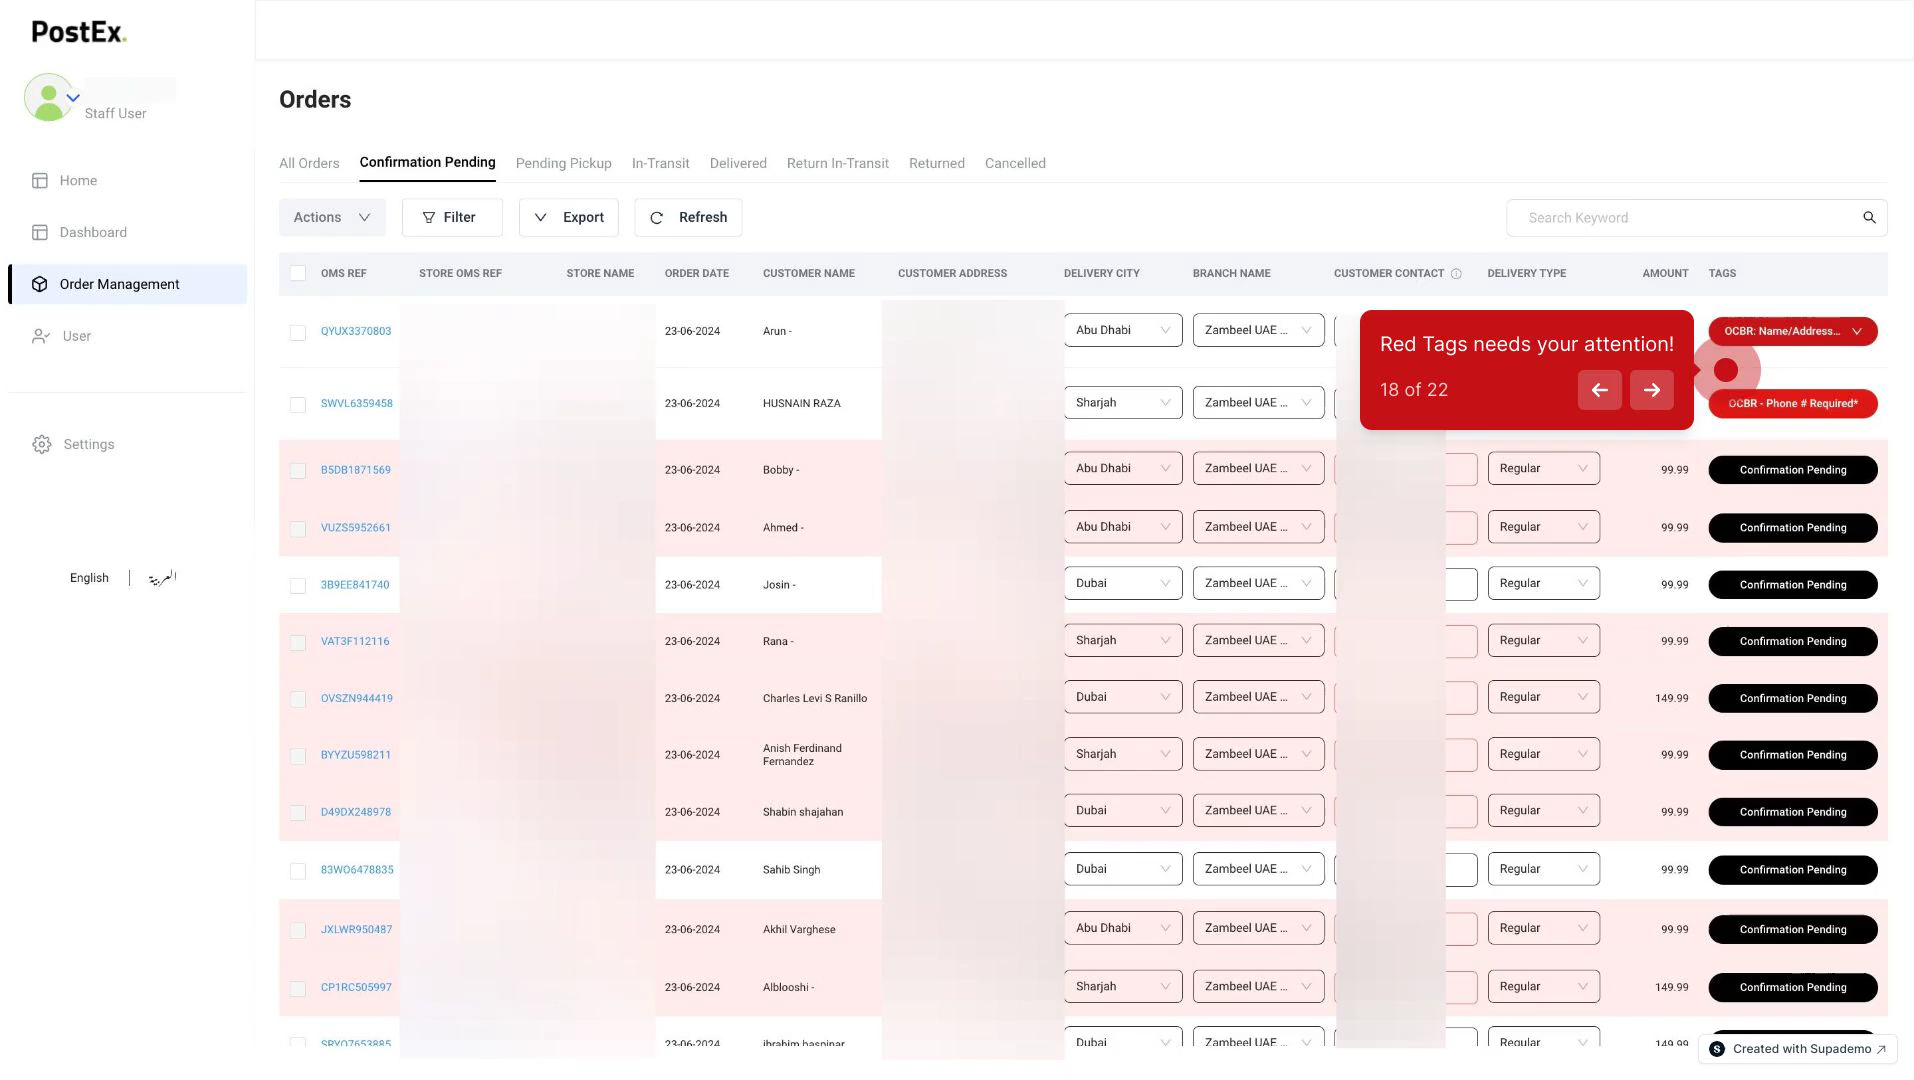 PostEx.
Staff User
Home
Dashboard
Order Management
User
Settings
English | العربية
Orders
All Orders Confirmation Pending Pending Pickup In-Transit Delivered Return In-Transit Returned Cancelled
Actions Filter Export Refresh Search Keyword
OMS REF STORE OMS REF STORE NAME ORDER DATE CUSTOMER NAME CUSTOMER ADDRESS DELIVERY CITY BRANCH NAME CUSTOMER CONTACT DELIVERY TYPE AMOUNT TAGS
QYUX3370803 23-06-2024 Arun - Abu Dhabi Zambeel UAE ... OCBR: Name/Address...
Red Tags needs your attention!
18 of 22
SWVL6359458 23-06-2024 HUSNAIN RAZA Sharjah Zambeel UAE ... OCBR - Phone # Required*
B5DB1871569 23-06-2024 Bobby - Abu Dhabi Zambeel UAE ... Regular 99.99 Confirmation Pending
VUZS5952661 23-06-2024 Ahmed - Abu Dhabi Zambeel UAE ... Regular 99.99 Confirmation Pending
3B9EE841740 23-06-2024 Josin - Dubai Zambeel UAE ... Regular 99.99 Confirmation Pending
VAT3F112116 23-06-2024 Rana - Sharjah Zambeel UAE ... Regular 99.99 Confirmation Pending
OVSZN944419 23-06-2024 Charles Levi S Ranillo Dubai Zambeel UAE ... Regular 149.99 Confirmation Pending
BYYZU598211 23-06-2024 Anish Ferdinand Fernandez Sharjah Zambeel UAE ... Regular 99.99 Confirmation Pending
D49DX248978 23-06-2024 Shabin shajahan Dubai Zambeel UAE ... Regular 99.99 Confirmation Pending
83WO6478835 23-06-2024 Sahib Singh Dubai Zambeel UAE ... Regular 99.99 Confirmation Pending
JXLWR950487 23-06-2024 Akhil Varghese Abu Dhabi Zambeel UAE ... Regular 99.99 Confirmation Pending
CP1RC505997 23-06-2024 Alblooshi - Sharjah Zambeel UAE ... Regular 149.99 Confirmation Pending
SRYO7653885 23-06-2024 ibrahim haspinar Dubai Zambeel UAE ... Regular 149.99
Created with Supademo